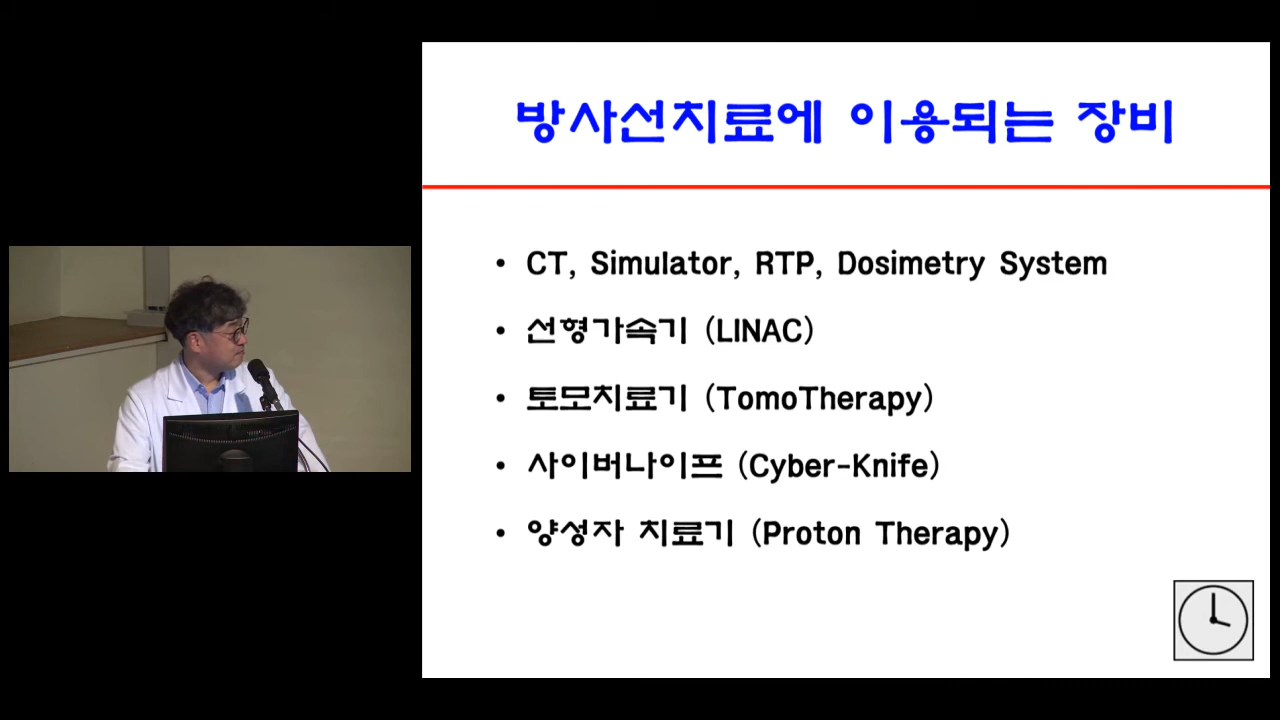 방사선치료에 이용되는 장비
• CT, Simulator, RTP, Dosimetry System
• 선형가속기 (LINAC)
• 토모치료기 (TomoTherapy)
• 사이버나이프 (Cyber-Knife)
• 양성자 치료기 (Proton Therapy)